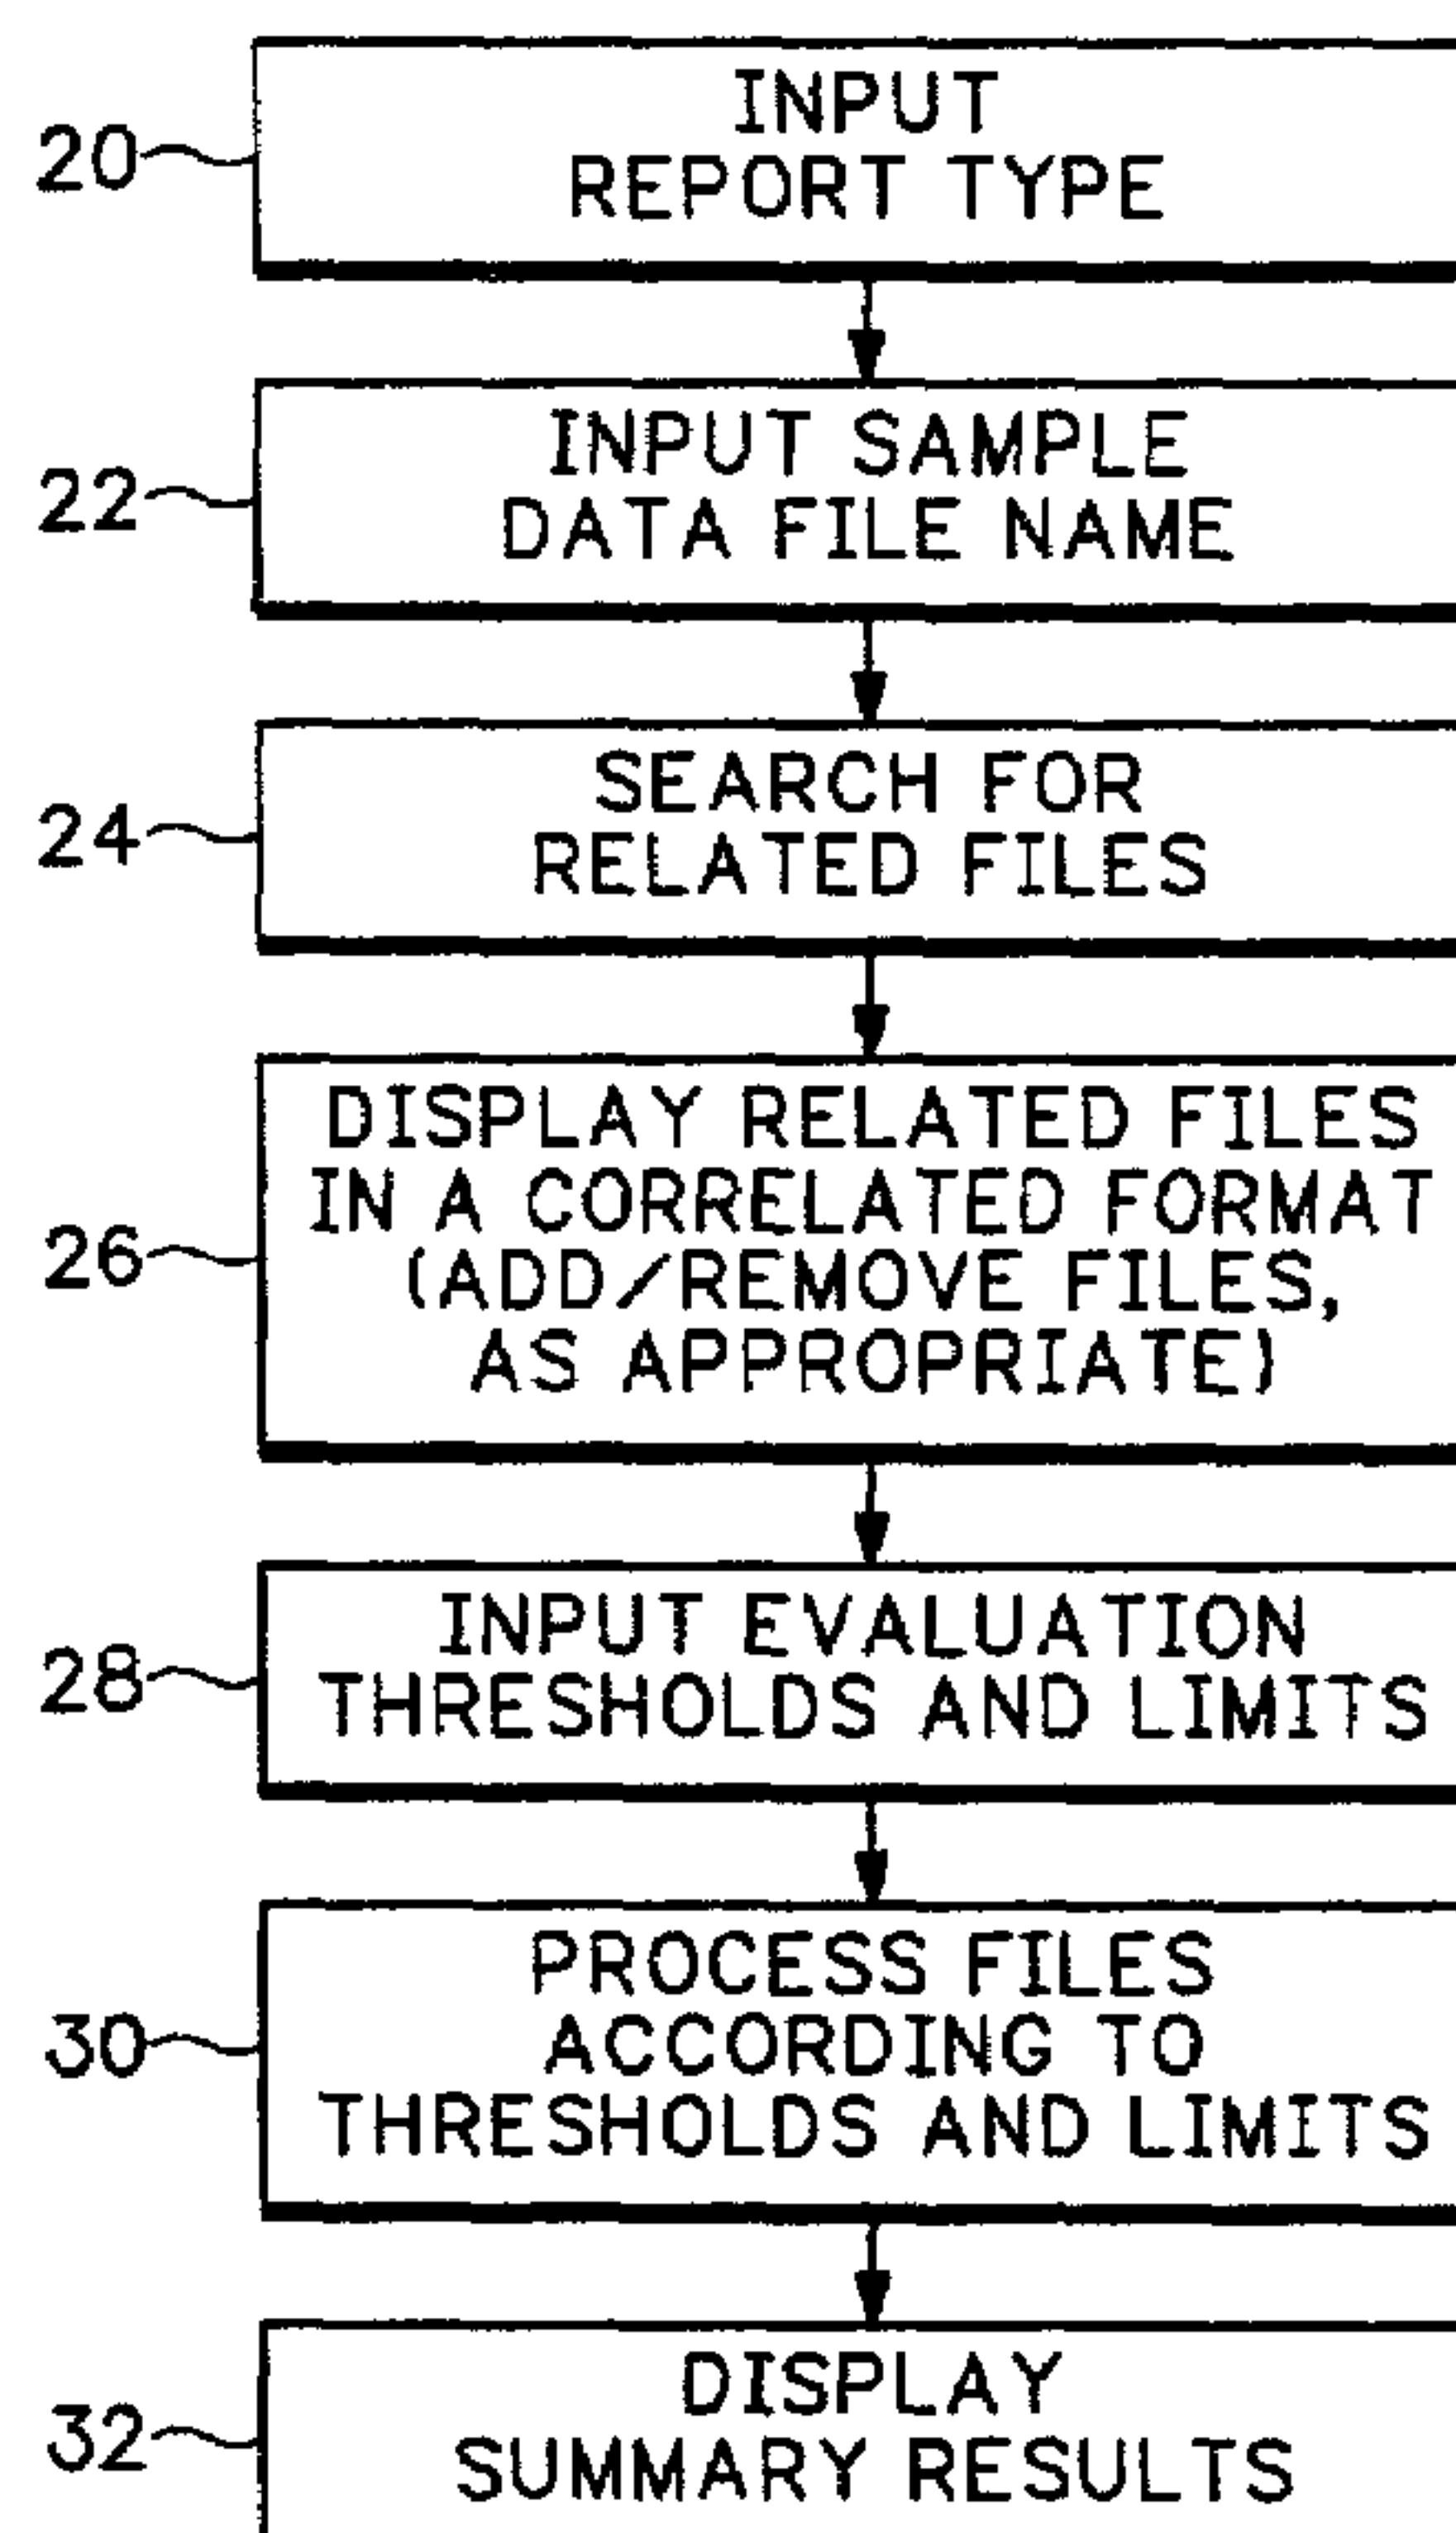 20
INPUT
REPORT TYPE
22
INPUT SAMPLE
DATA FILE NAME
24
SEARCH FOR
RELATED FILES
26
DISPLAY RELATED FILES
IN A CORRELATED FORMAT
(ADD/REMOVE FILES,
AS APPROPRIATE)
28
INPUT EVALUATION
THRESHOLDS AND LIMITS
30
PROCESS FILES
ACCORDING TO
THRESHOLDS AND LIMITS
32
DISPLAY
SUMMARY RESULTS